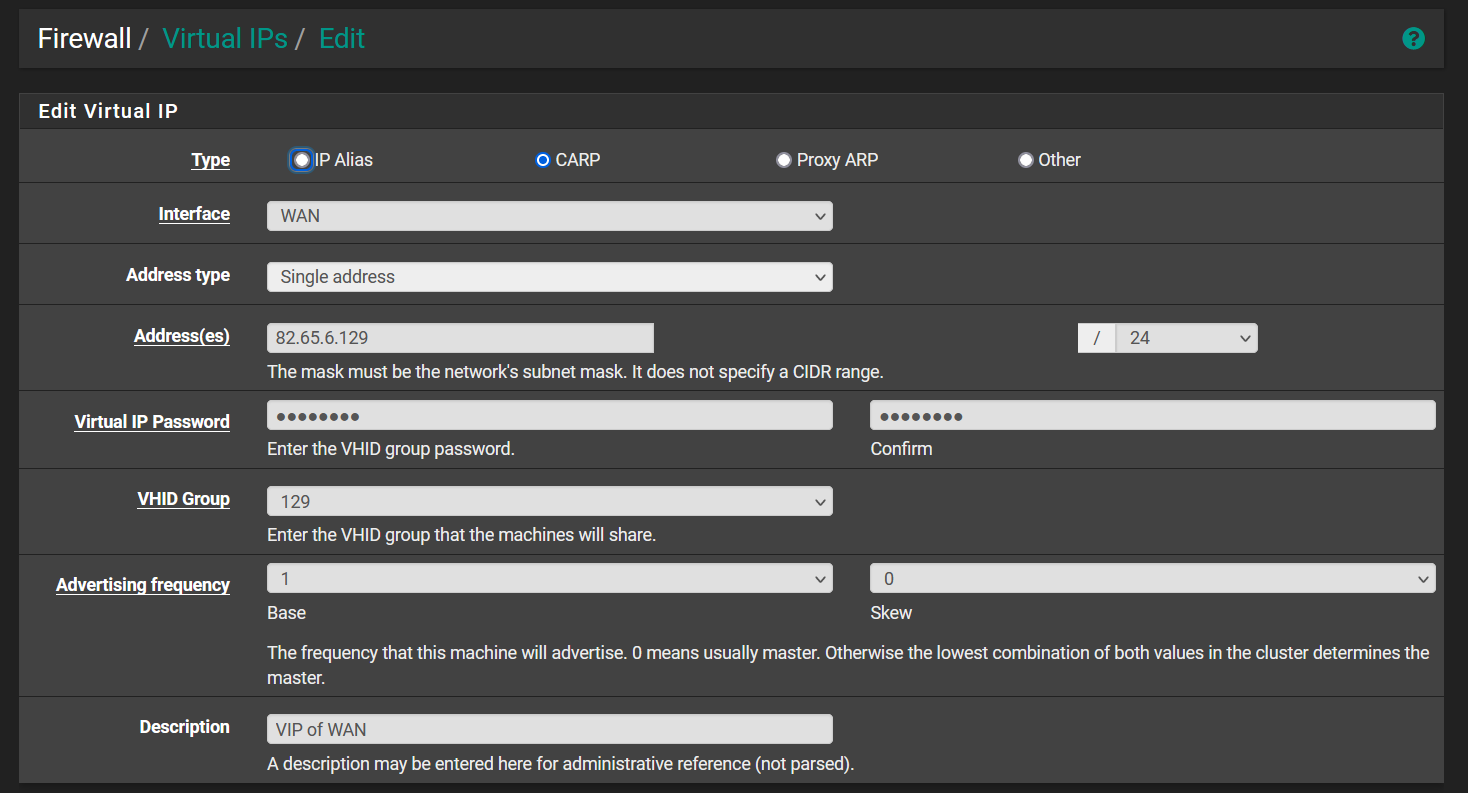 Firewall / Virtual IPs / Edit
?
Edit Virtual IP
Type IP Alias CARP Proxy ARP Other
Interface WAN
Address type Single address
Address(es) 82.65.6.129 / 24
The mask must be the network's subnet mask. It does not specify a CIDR range.
Virtual IP Password ●●●●●●●● ●●●●●●●●
Enter the VHID group password. Confirm
VHID Group 129
Enter the VHID group that the machines will share.
Advertising frequency 1 0
Base Skew
The frequency that this machine will advertise. 0 means usually master. Otherwise the lowest combination of both values in the cluster determines the
master.
Description VIP of WAN
A description may be entered here for administrative reference (not parsed).